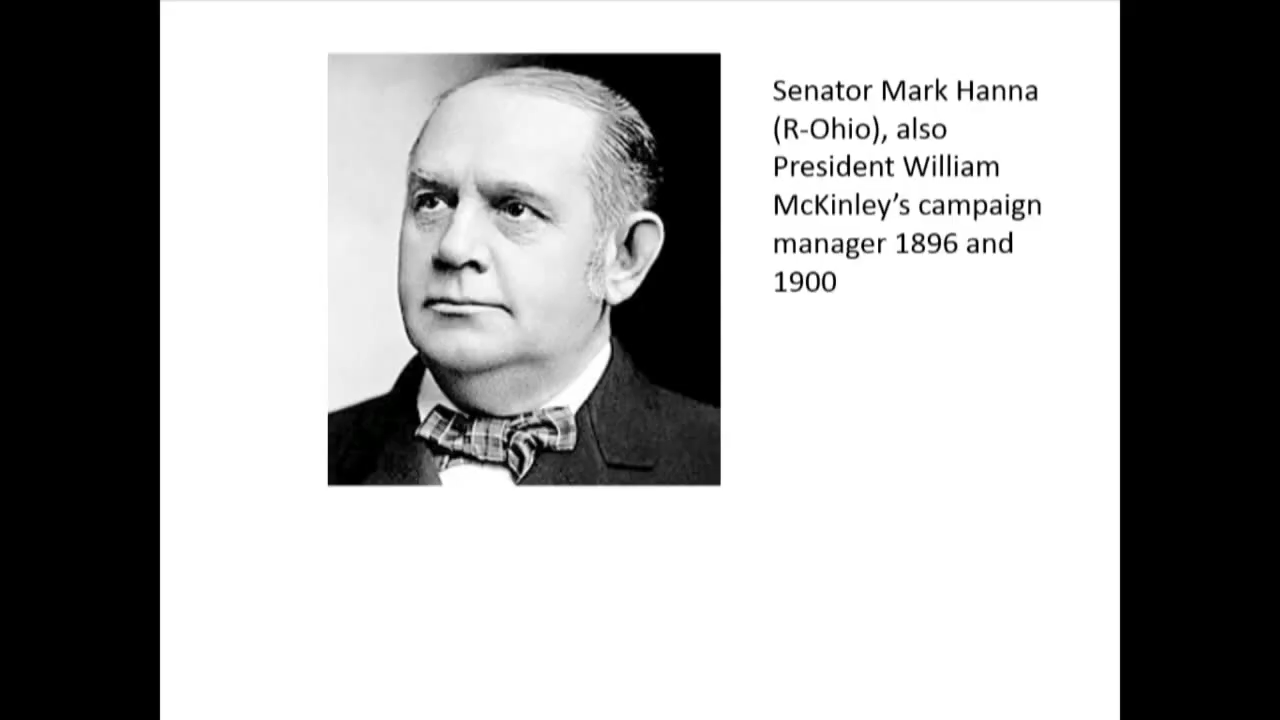 Senator Mark Hanna
(R-Ohio), also
President William
McKinley’s campaign
manager 1896 and
1900